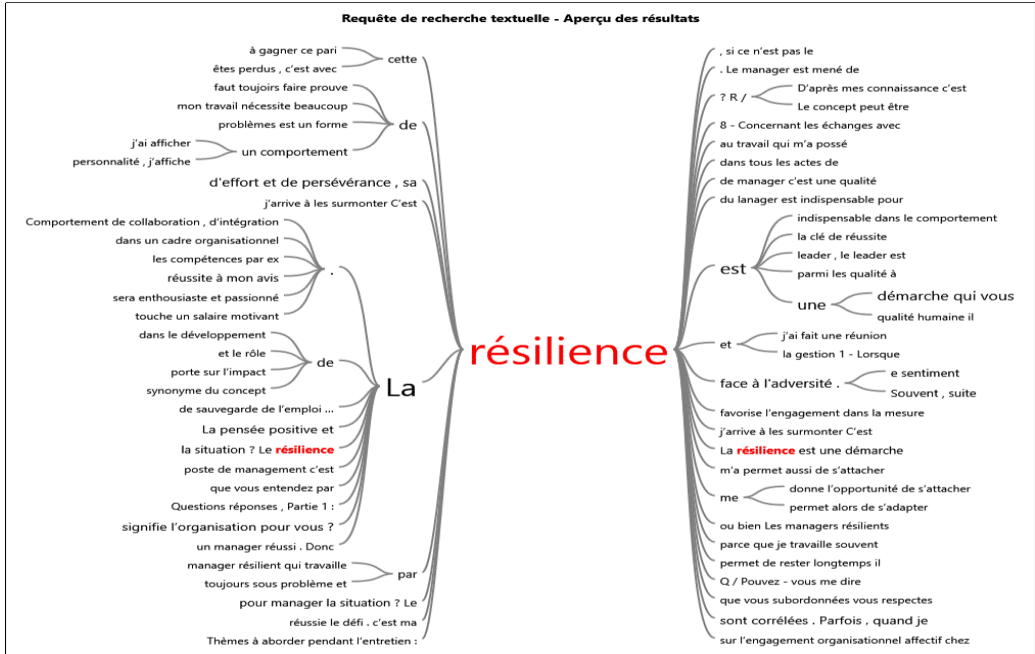 Requête de recherche textuelle - Aperçu des résultats
à gagner ce pari
êtes perdus , c'est avec
cette
faut toujoirs faire prouve
mon travail nécessite beaucoup
problèmes est un forme
de
j'ai afficher
personnalité , j'affiche
un comportement
d'effort et de persévérance , sa
j'arrive à les surmonter C'est
Comportement de collaboration , d'intégration
dans un cadre organisationnel
les compétences par ex
réussite à mon avis
sera enthousiaste et passionné
touche un salaire motivant
.
dans le développement
et le rôle
porte sur l'impact
synonyme du concept
de
La
de sauvegarde de l'emploi ...
La pensée positive et
la situation ? Le résilience
poste de management c'est
que vous entendez par
Questions réponses , Partie 1 :
signifie l'organisation pour vous ?
un manager réussi . Donc
manager résilient qui travaille
toujours sous problème et
par
pour manager la situation ? Le
réussie le défi . c'est ma
Thèmes à aborder pendant l'entretien :
résilience
, si ce n'est pas le
. Le manager est mené de
? R /
D'après mes connaissance c'est
Le concept peut être
8 - Concernant les échanges avec
au travail qui m'a possé
dans tous les actes de
de manager c'est une qualité
du lanager est indispensable pour
est
indispensable dans le comportement
la clé de réussite
leader , le leader est
parmi les qualité à
une
démarche qui vous
qualité humaine il
et
j'ai fait une réunion
la gestion 1 - Lorsque
face à l'adversité .
e sentiment
Souvent , suite
favorise l'engagement dans la mesure
j'arrive à les surmonter C'est
La résilience est une démarche
m'a permet aussi de s'attacher
me
donne l'opportunité de s'attacher
permet alors de s'adapter
ou bien Les managers résilients
parce que je travaille souvent
permet de rester longtemps il
Q / Pouvez - vous me dire
que vous subordonnées vous respectes
sont corrélées . Parfois , quand je
sur l'engagement organisationnel affectif chez